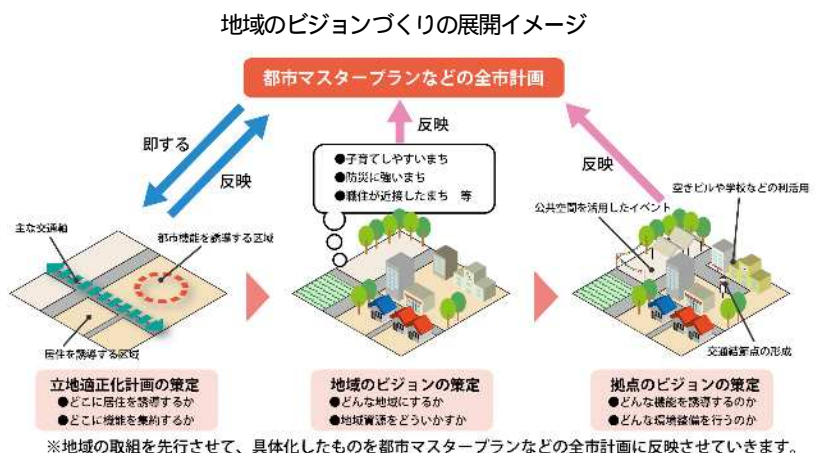 地域のビジョンづくりの展開イメージ
都市マスタープランなどの全市計画
即する
反映
反映
反映
●子育てしやすいまち
●防災に強いまち
●職住が近接したまち 等
空きビルや学校などの利活用
公共空間を活用したイベント
主な交通軸
都市機能を誘導する区域
居住を誘導する区域
交通結節点の形成
立地適正化計画の策定
●どこに居住を誘導するか
●どこに機能を集約するか
地域のビジョンの策定
●どんな地域にするか
●地域資源をどういかすか
拠点のビジョンの策定
●どんな機能を誘導するのか
●どんな環境整備を行うのか
※地域の取組を先行させて、具体化したものを都市マスタープランなどの全市計画に反映させていきます。